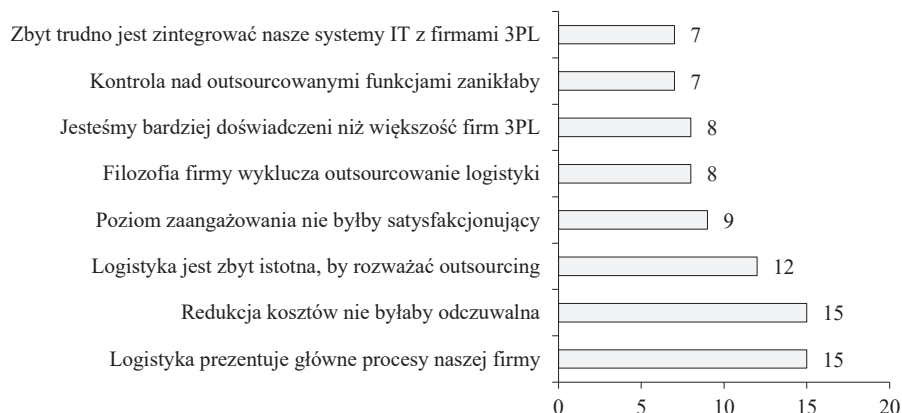 Zbyt trudno jest zintegrować nasze systemy IT z firmami 3PL 7
Kontrola nad outsourcowanymi funkcjami zanikłaby 7
Jesteśmy bardziej doświadczeni niż większość firm 3PL 8
Filozofia firmy wyklucza outsourcowanie logistyki 8
Poziom zaangażowania nie byłby satysfakcjonujący 9
Logistyka jest zbyt istotna, by rozważać outsourcing 12
Redukcja kosztów nie byłaby odczuwalna 15
Logistyka prezentuje główne procesy naszej firmy 15
0 5 10 15 20